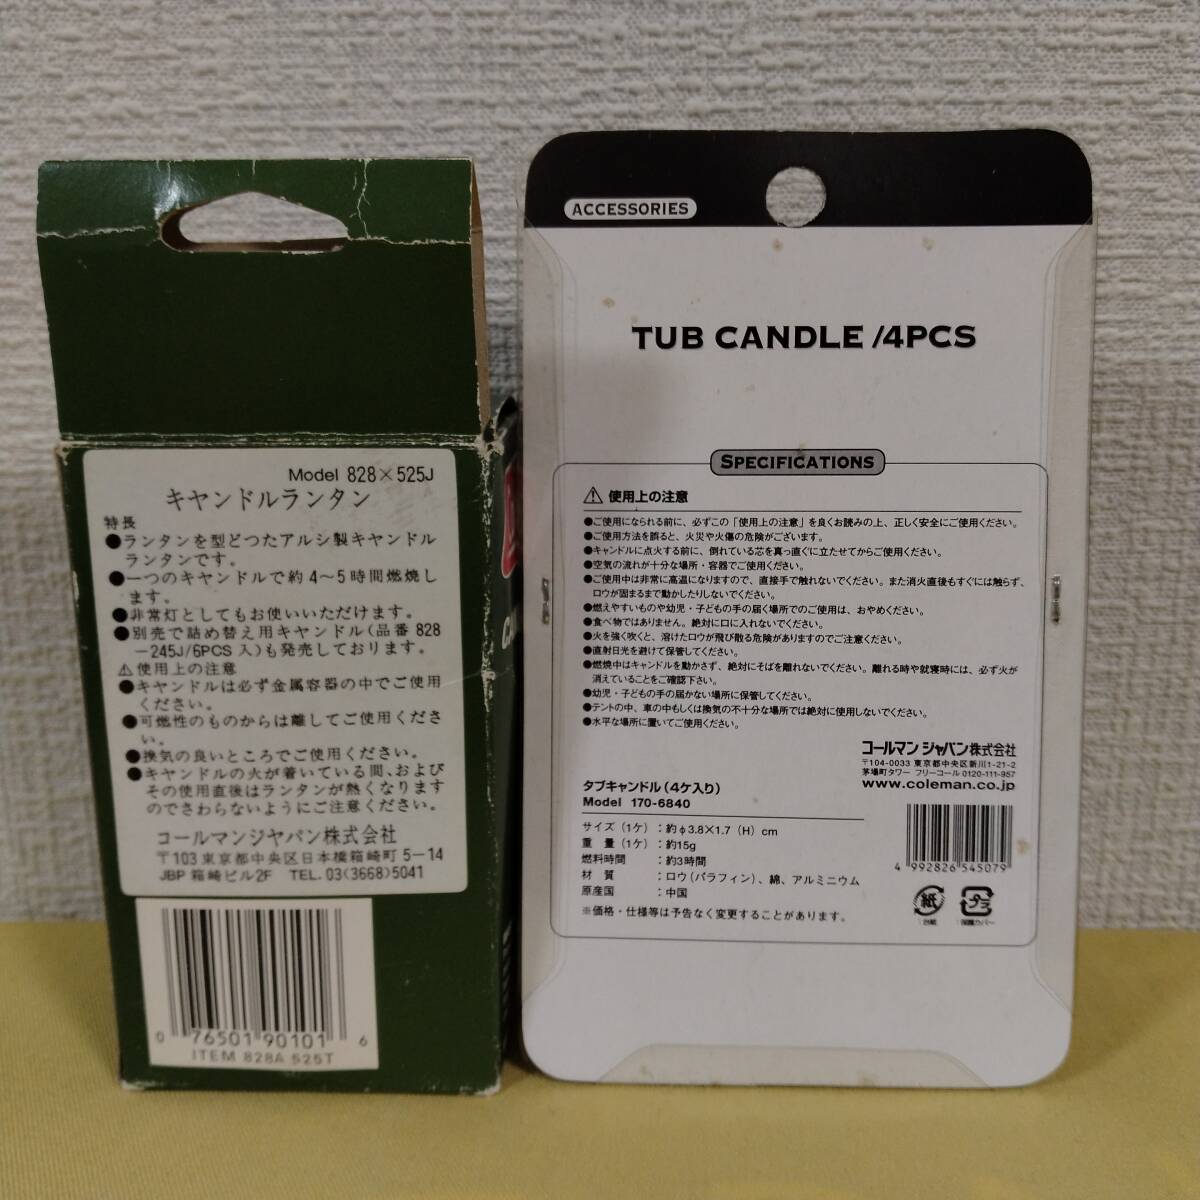 Model 828×525J
キヤンドルランタン
特長
●ランタンを型どつたアルシ製キヤンドル
ランタンです。
●一つのキヤンドルで約4～5時間燃焼し
ます。
●非常灯としてもお使いいただけます。
●別売で詰め替え用キヤンドル(品番828
-245J/6PCS入)も発売しております。
⚠使用上の注意
●キヤンドルは必ず金属容器の中でご使用
ください。
●可燃性のものからは離してご使用くださ
い。
●換気の良いところでご使用ください。
●キヤンドルの火が着いている間、および
その使用直後はランタンが熱くなります
のでさわらないようにご注意ください。
コールマンジヤパン株式会社
〒103東京都中央区日本橋箱崎町5-14
JBP箱崎ビル2F TEL.03(3668)5041
0 76501 90101 6
ITEM 828A 525T
ACCESSORIES
TUB CANDLE /4PCS
SPECIFICATIONS
⚠ 使用上の注意
●ご使用になられる前に、必ずこの「使用上の注意」を良くお読みの上、正しく安全にご使用ください。
●ご使用方法を誤ると、火災や火傷の危険がございます。
●キャンドルに点火する前に、倒れている芯を真っ直ぐに立たせてからご使用ください。
●空気の流れが十分な場所・容器でご使用ください。
●ご使用中は非常に高温になりますので、直接手で触れないでください。また消火直後もすぐには触らず、
ロウが固まるまで動かしたりしないでください。
●燃えやすいものや幼児・子どもの手の届く場所でのご使用は、おやめください。
●食べ物ではありません。絶対に口に入れないでください。
●火を強く吹くと、溶けたロウが飛び散る危険がありますのでご注意ください。
●直射日光を避けて保管してください。
●燃焼中はキャンドルを動かさず、絶対にそばを離れないでください。離れる時や就寝時には、必ず火が
消えていることをご確認下さい。
●幼児・子どもの手の届かない場所に保管してください。
●テントの中、車の中もしくは換気の不十分な場所では絶対に使用しないでください。
●水平な場所に置いてご使用ください。
コールマン ジャパン株式会社
〒104-0033 東京都中央区新川1-21-2
茅場町タワー フリーコール 0120-111-957
www.coleman.co.jp
タブキャンドル(4ケ入り)
Model 170-6840
サイズ(1ケ):約φ3.8×1.7(H)cm
重 量(1ケ):約15g
燃料時間 :約3時間
材 質 :ロウ(パラフィン)、綿、アルミニウム
原産国 :中国
※価格・仕様等は予告なく変更することがあります。
4 992826 545079
紙
:台紙
プラ
:保護カバー